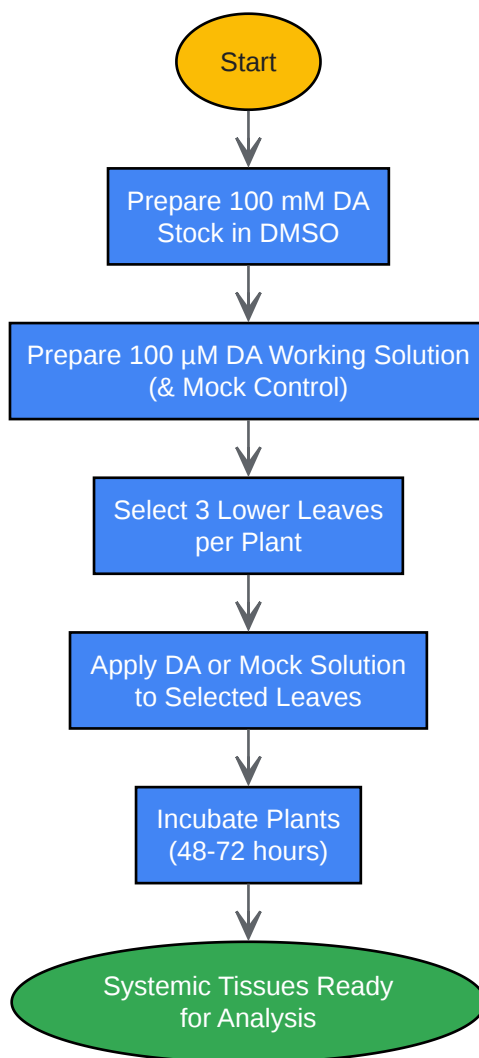 Start
Prepare 100 mM DA
Stock in DMSO
Prepare 100 µM DA Working Solution
(& Mock Control)
Select 3 Lower Leaves
per Plant
Apply DA or Mock Solution
to Selected Leaves
Incubate Plants
(48-72 hours)
Systemic Tissues Ready
for Analysis